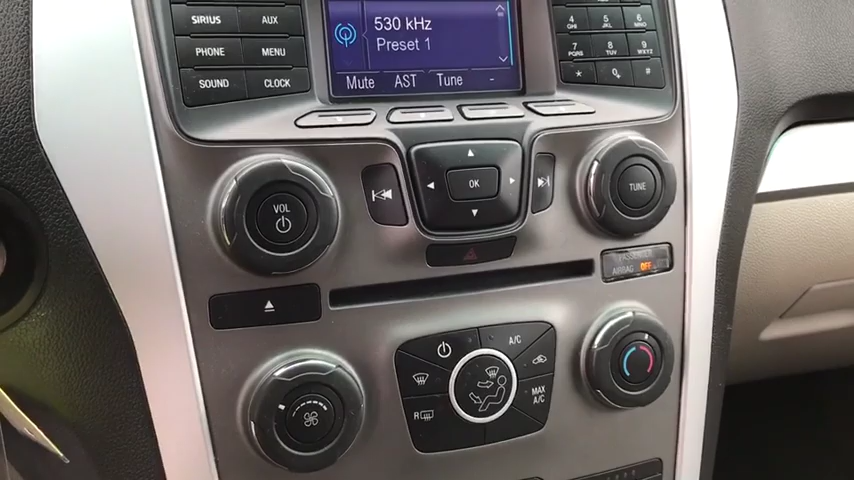 SIRIUS AUX
PHONE MENU
SOUND CLOCK
530 kHz
Preset 1
Mute AST Tune -
4 GHI 5 JKL 6 MNO
7 PQRS 8 TUV 9 WXYZ
* 0 #
VOL
OK
TUNE
PASSENGER
AIRBAG OFF
A/C
R
MAX
A/C